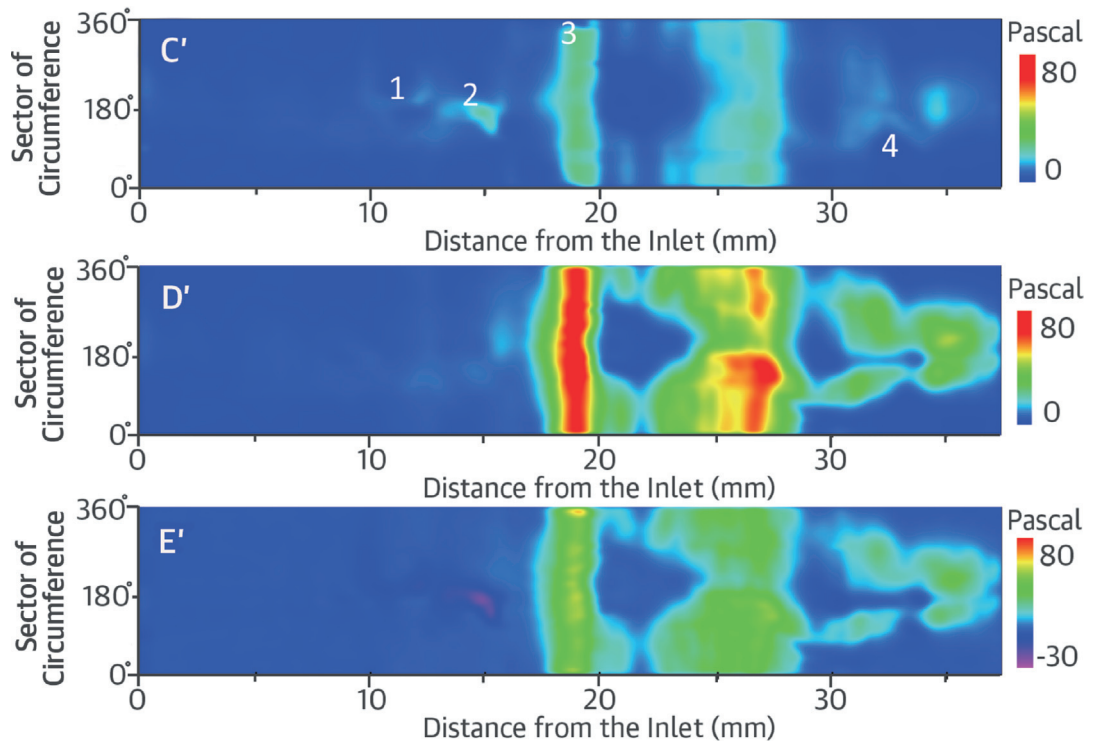 C'
1
2
3
4
Sector of
Circumference
360°
180°
0°
0
10
20
30
Distance from the Inlet (mm)
Pascal
80
0
D'
Sector of
Circumference
360°
180°
0°
0
10
20
30
Distance from the Inlet (mm)
Pascal
80
0
E'
Sector of
Circumference
360°
180°
0°
0
10
20
30
Distance from the Inlet (mm)
Pascal
80
-30